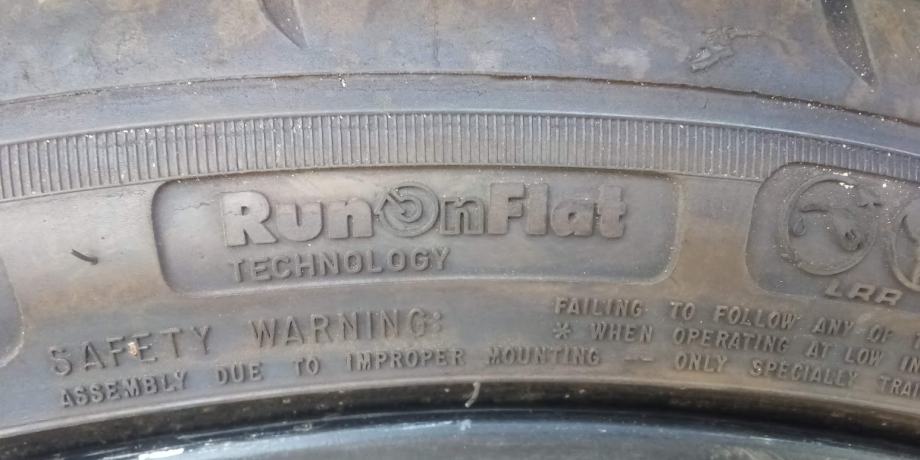 RunOnFlat
TECHNOLOGY
LRR
SAFETY WARNING:
FAILING TO FOLLOW ANY OF
* WHEN OPERATING AT LOW
ASSEMBLY DUE TO IMPROPER MOUNTING — ONLY SPECIALLY